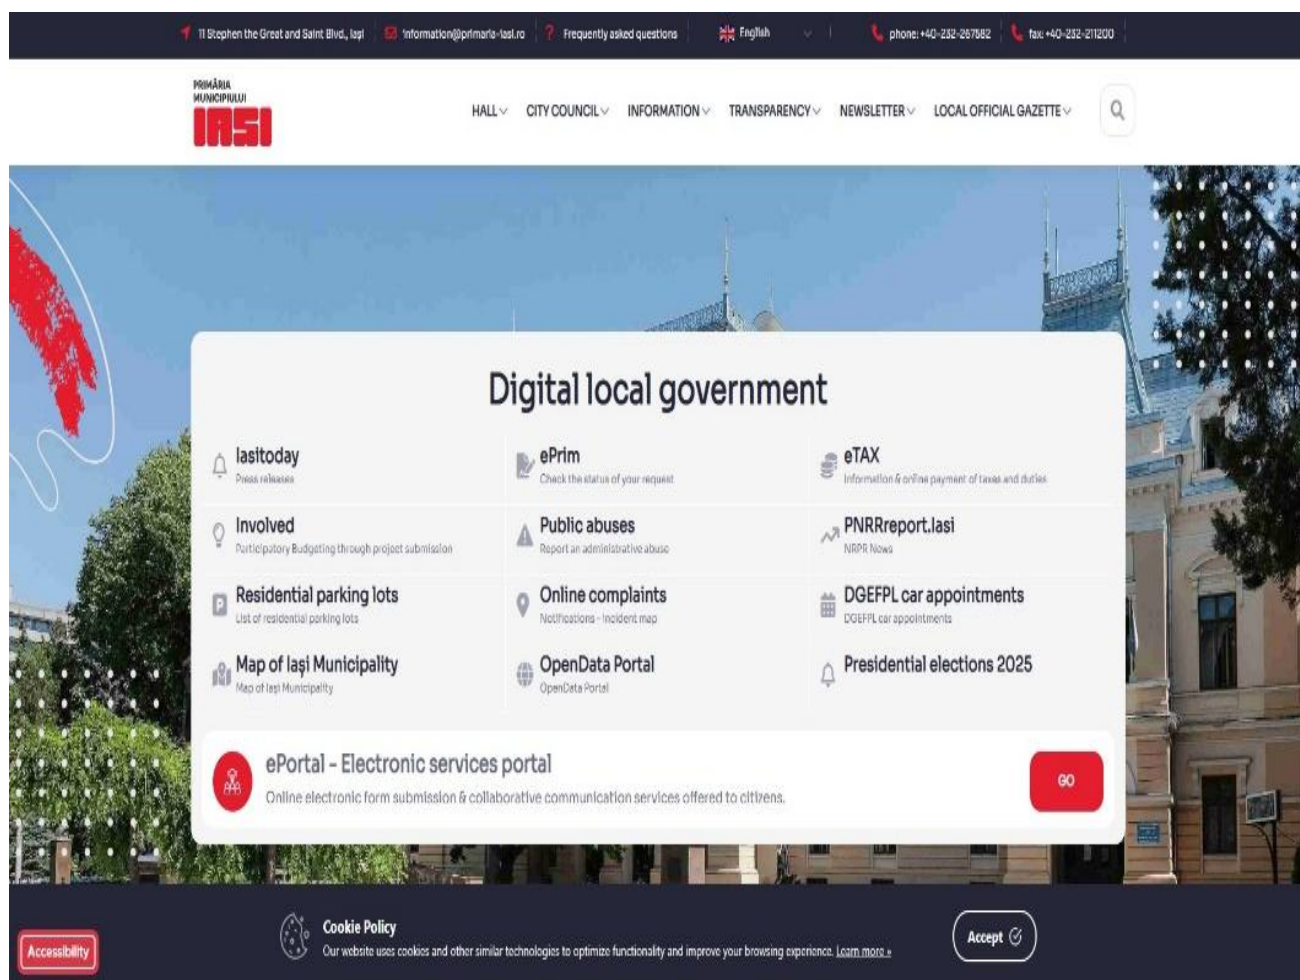 11 Stephen the Great and Saint Blvd., Iași
information@primaria-iasi.ro
? Frequently asked questions
English
phone: +40-232-267582
fax: +40-232-211200
PRIMĂRIA
MUNICIPIULUI
IASI
HALL
CITY COUNCIL
INFORMATION
TRANSPARENCY
NEWSLETTER
LOCAL OFFICIAL GAZETTE
Digital local government
Iasitoday
Press releases
ePrim
Check the status of your request
eTAX
Information & online payment of taxes and duties
Involved
Participatory Budgeting through project submission
Public abuses
Report an administrative abuse
PNRRreport.Iasi
NRPR News
Residential parking lots
List of residential parking lots
Online complaints
Notifications - Incident map
DGEFPL car appointments
DGEFPL car appointments
Map of Iași Municipality
Map of Iași Municipality
OpenData Portal
OpenData Portal
Presidential elections 2025
ePortal - Electronic services portal
Online electronic form submission & collaborative communication services offered to citizens.
GO
Cookie Policy
Our website uses cookies and other similar technologies to optimize functionality and improve your browsing experience. Learn more »
Accept
Accessibility